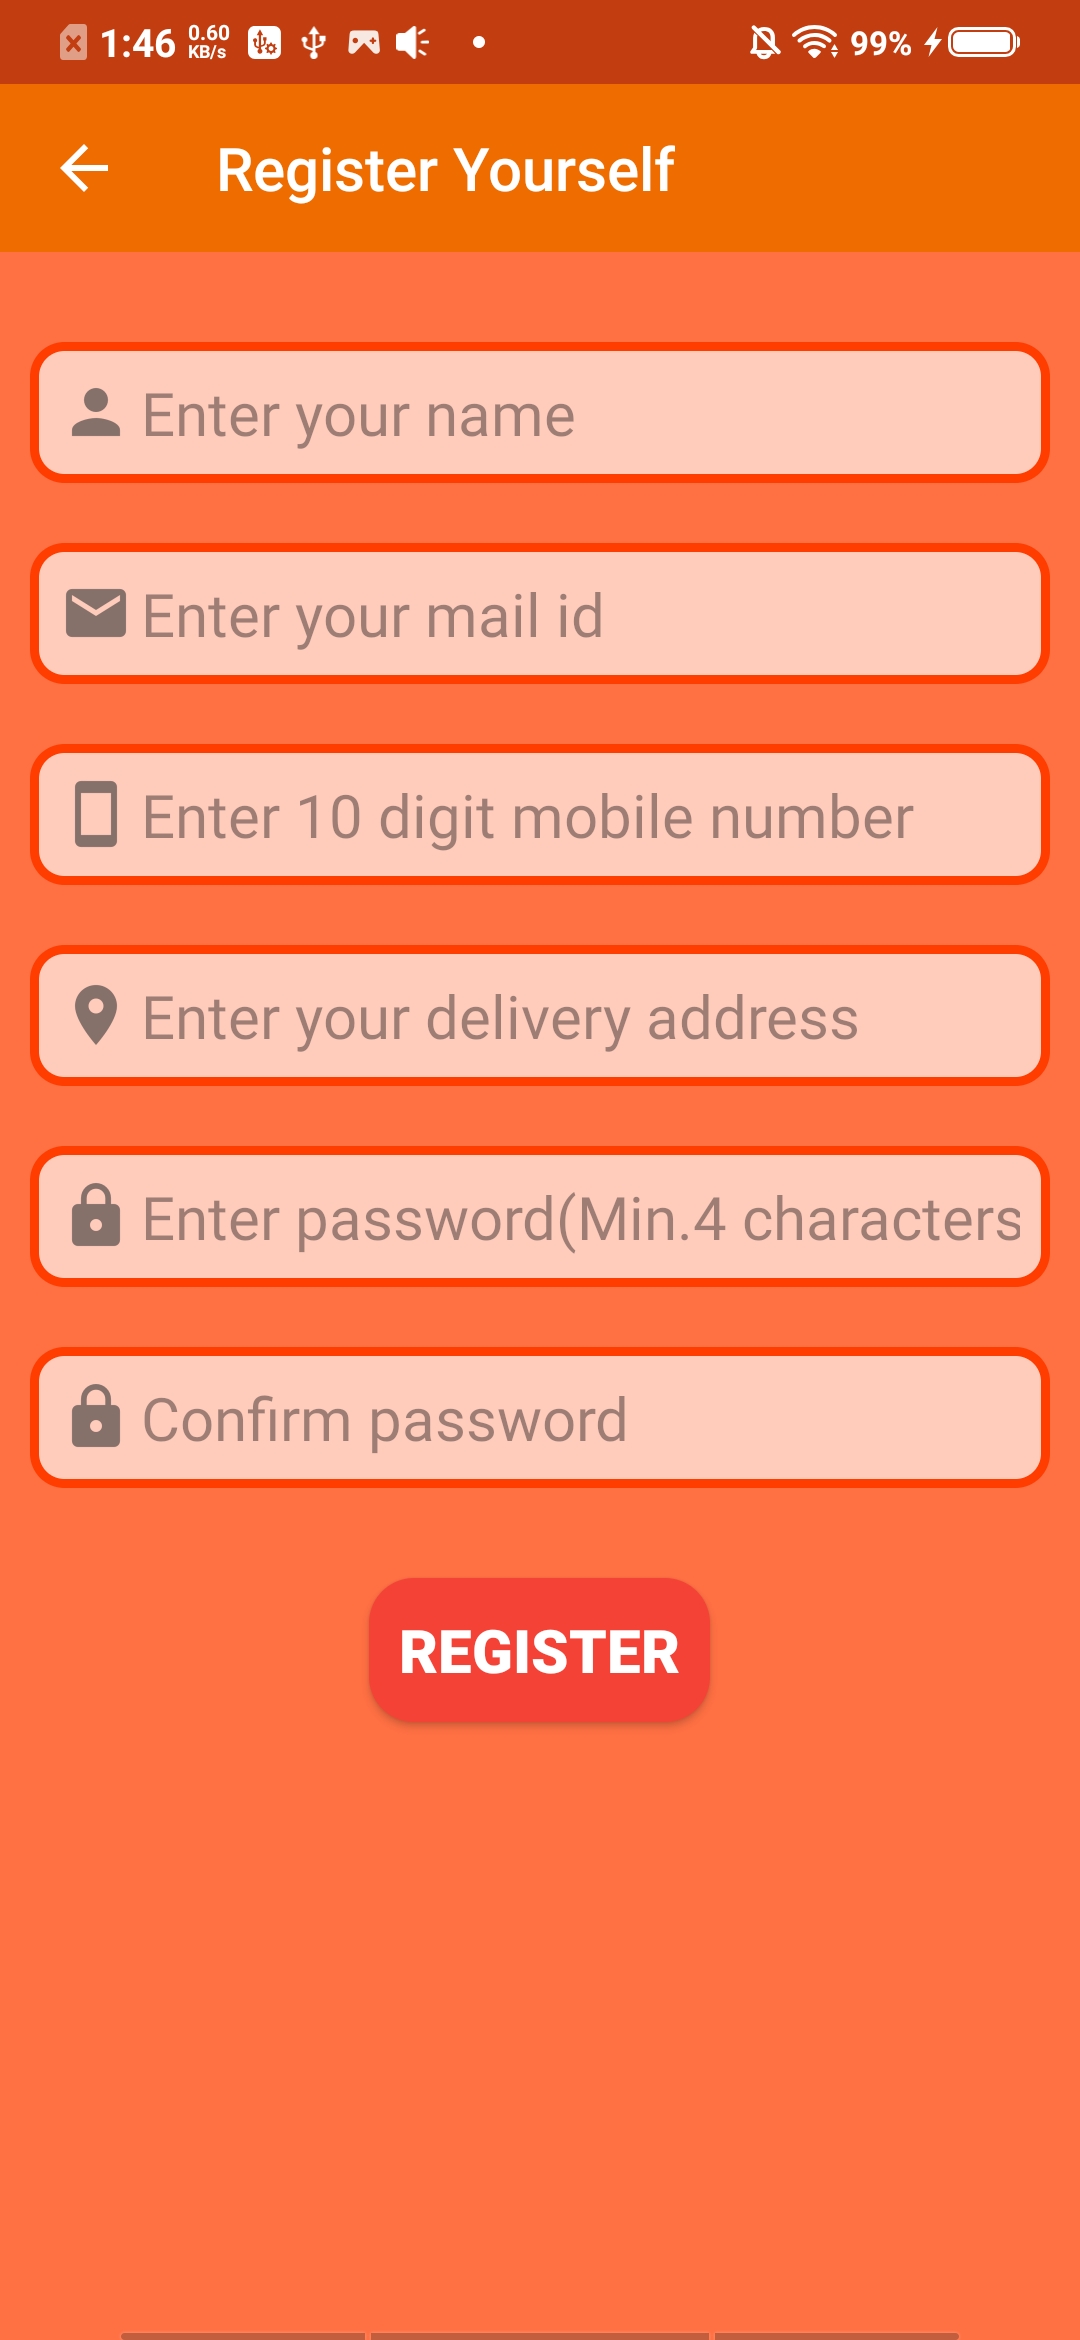 1:46 0.60 KB/s 99%
Register Yourself
Enter your name
Enter your mail id
Enter 10 digit mobile number
Enter your delivery address
Enter password(Min.4 characters
Confirm password
REGISTER